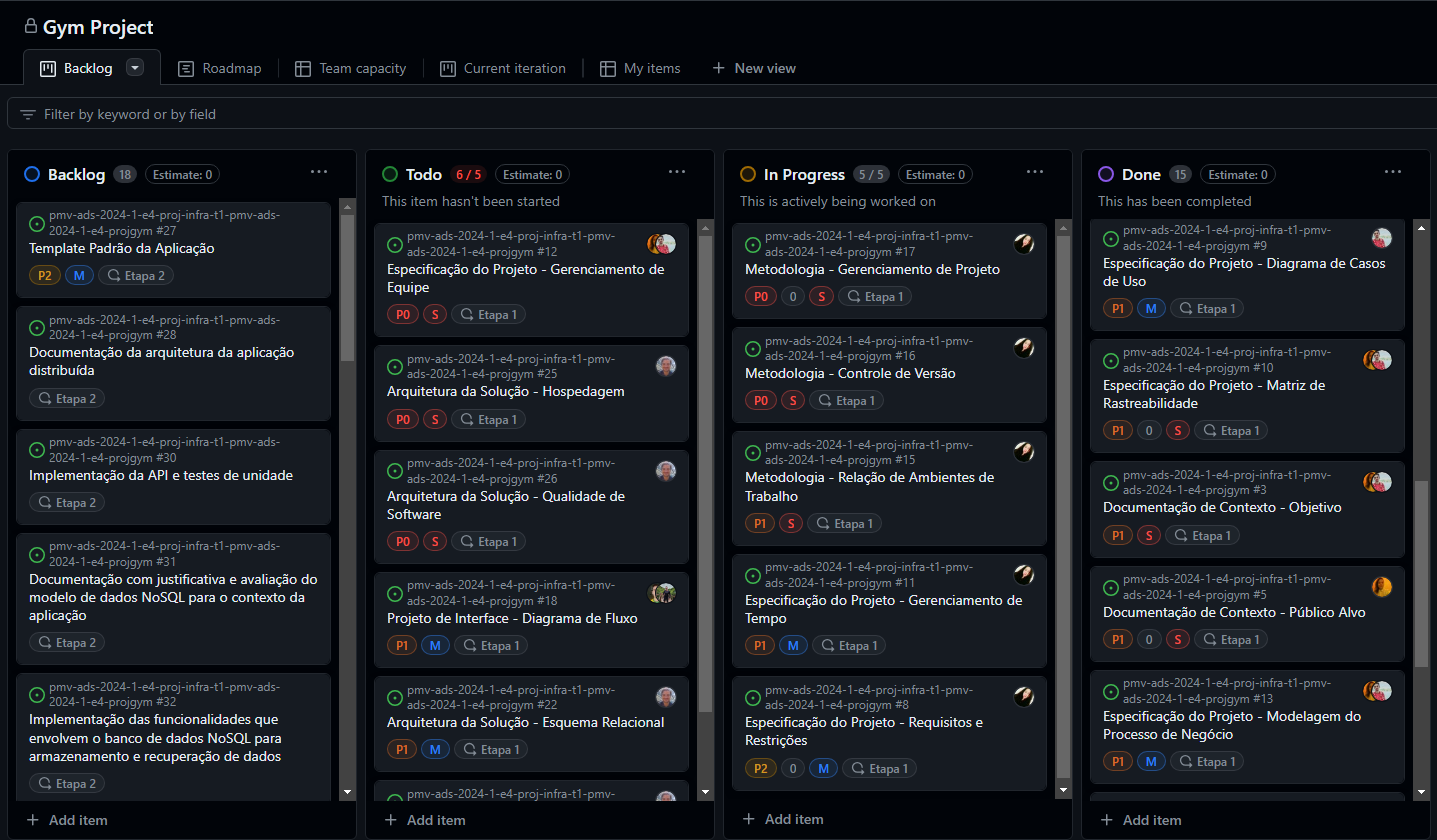 Gym Project
Backlog
Roadmap
Team capacity
Current iteration
My items
New view
Filter by keyword or by field
Backlog 18 Estimate: 0
pmv-ads-2024-1-e4-proj-infra-t1-pmv-ads-
2024-1-e4-projgym #27
Template Padrão da Aplicação
P2 M Etapa 2
pmv-ads-2024-1-e4-proj-infra-t1-pmv-ads-
2024-1-e4-projgym #28
Documentação da arquitetura da aplicação
distribuída
Etapa 2
pmv-ads-2024-1-e4-proj-infra-t1-pmv-ads-
2024-1-e4-projgym #30
Implementação da API e testes de unidade
Etapa 2
pmv-ads-2024-1-e4-proj-infra-t1-pmv-ads-
2024-1-e4-projgym #31
Documentação com justificativa e avaliação do
modelo de dados NoSQL para o contexto da
aplicação
Etapa 2
pmv-ads-2024-1-e4-proj-infra-t1-pmv-ads-
2024-1-e4-projgym #32
Implementação das funcionalidades que
envolvem o banco de dados NoSQL para
armazenamento e recuperação de dados
Etapa 2
Add item
Todo 6 / 5 Estimate: 0
This item hasn't been started
pmv-ads-2024-1-e4-proj-infra-t1-pmv-
ads-2024-1-e4-projgym #12
Especificação do Projeto - Gerenciamento de
Equipe
P0 S Etapa 1
pmv-ads-2024-1-e4-proj-infra-t1-pmv-
ads-2024-1-e4-projgym #25
Arquitetura da Solução - Hospedagem
P0 S Etapa 1
pmv-ads-2024-1-e4-proj-infra-t1-pmv-
ads-2024-1-e4-projgym #26
Arquitetura da Solução - Qualidade de
Software
P0 S Etapa 1
pmv-ads-2024-1-e4-proj-infra-t1-pmv-
ads-2024-1-e4-projgym #18
Projeto de Interface - Diagrama de Fluxo
P1 M Etapa 1
pmv-ads-2024-1-e4-proj-infra-t1-pmv-
ads-2024-1-e4-projgym #22
Arquitetura da Solução - Esquema Relacional
P1 M Etapa 1
pmv-ads-2024-1-e4-proj-infra-t1-pmv-
Add item
In Progress 5 / 5 Estimate: 0
This is actively being worked on
pmv-ads-2024-1-e4-proj-infra-t1-pmv-
ads-2024-1-e4-projgym #17
Metodologia - Gerenciamento de Projeto
P0 0 S Etapa 1
pmv-ads-2024-1-e4-proj-infra-t1-pmv-
ads-2024-1-e4-projgym #16
Metodologia - Controle de Versão
P0 S Etapa 1
pmv-ads-2024-1-e4-proj-infra-t1-pmv-
ads-2024-1-e4-projgym #15
Metodologia - Relação de Ambientes de
Trabalho
P1 S Etapa 1
pmv-ads-2024-1-e4-proj-infra-t1-pmv-
ads-2024-1-e4-projgym #11
Especificação do Projeto - Gerenciamento de
Tempo
P1 M Etapa 1
pmv-ads-2024-1-e4-proj-infra-t1-pmv-
ads-2024-1-e4-projgym #8
Especificação do Projeto - Requisitos e
Restrições
P2 0 M Etapa 1
Add item
Done 15 Estimate: 0
This has been completed
pmv-ads-2024-1-e4-proj-infra-t1-pmv-
ads-2024-1-e4-projgym #9
Especificação do Projeto - Diagrama de Casos
de Uso
P1 M Etapa 1
pmv-ads-2024-1-e4-proj-infra-t1-pmv-
ads-2024-1-e4-projgym #10
Especificação do Projeto - Matriz de
Rastreabilidade
P1 0 S Etapa 1
pmv-ads-2024-1-e4-proj-infra-t1-pmv-
ads-2024-1-e4-projgym #3
Documentação de Contexto - Objetivo
P1 S Etapa 1
pmv-ads-2024-1-e4-proj-infra-t1-pmv-
ads-2024-1-e4-projgym #5
Documentação de Contexto - Público Alvo
P1 0 S Etapa 1
pmv-ads-2024-1-e4-proj-infra-t1-pmv-
ads-2024-1-e4-projgym #13
Especificação do Projeto - Modelagem do
Processo de Negócio
P1 M Etapa 1
Add item